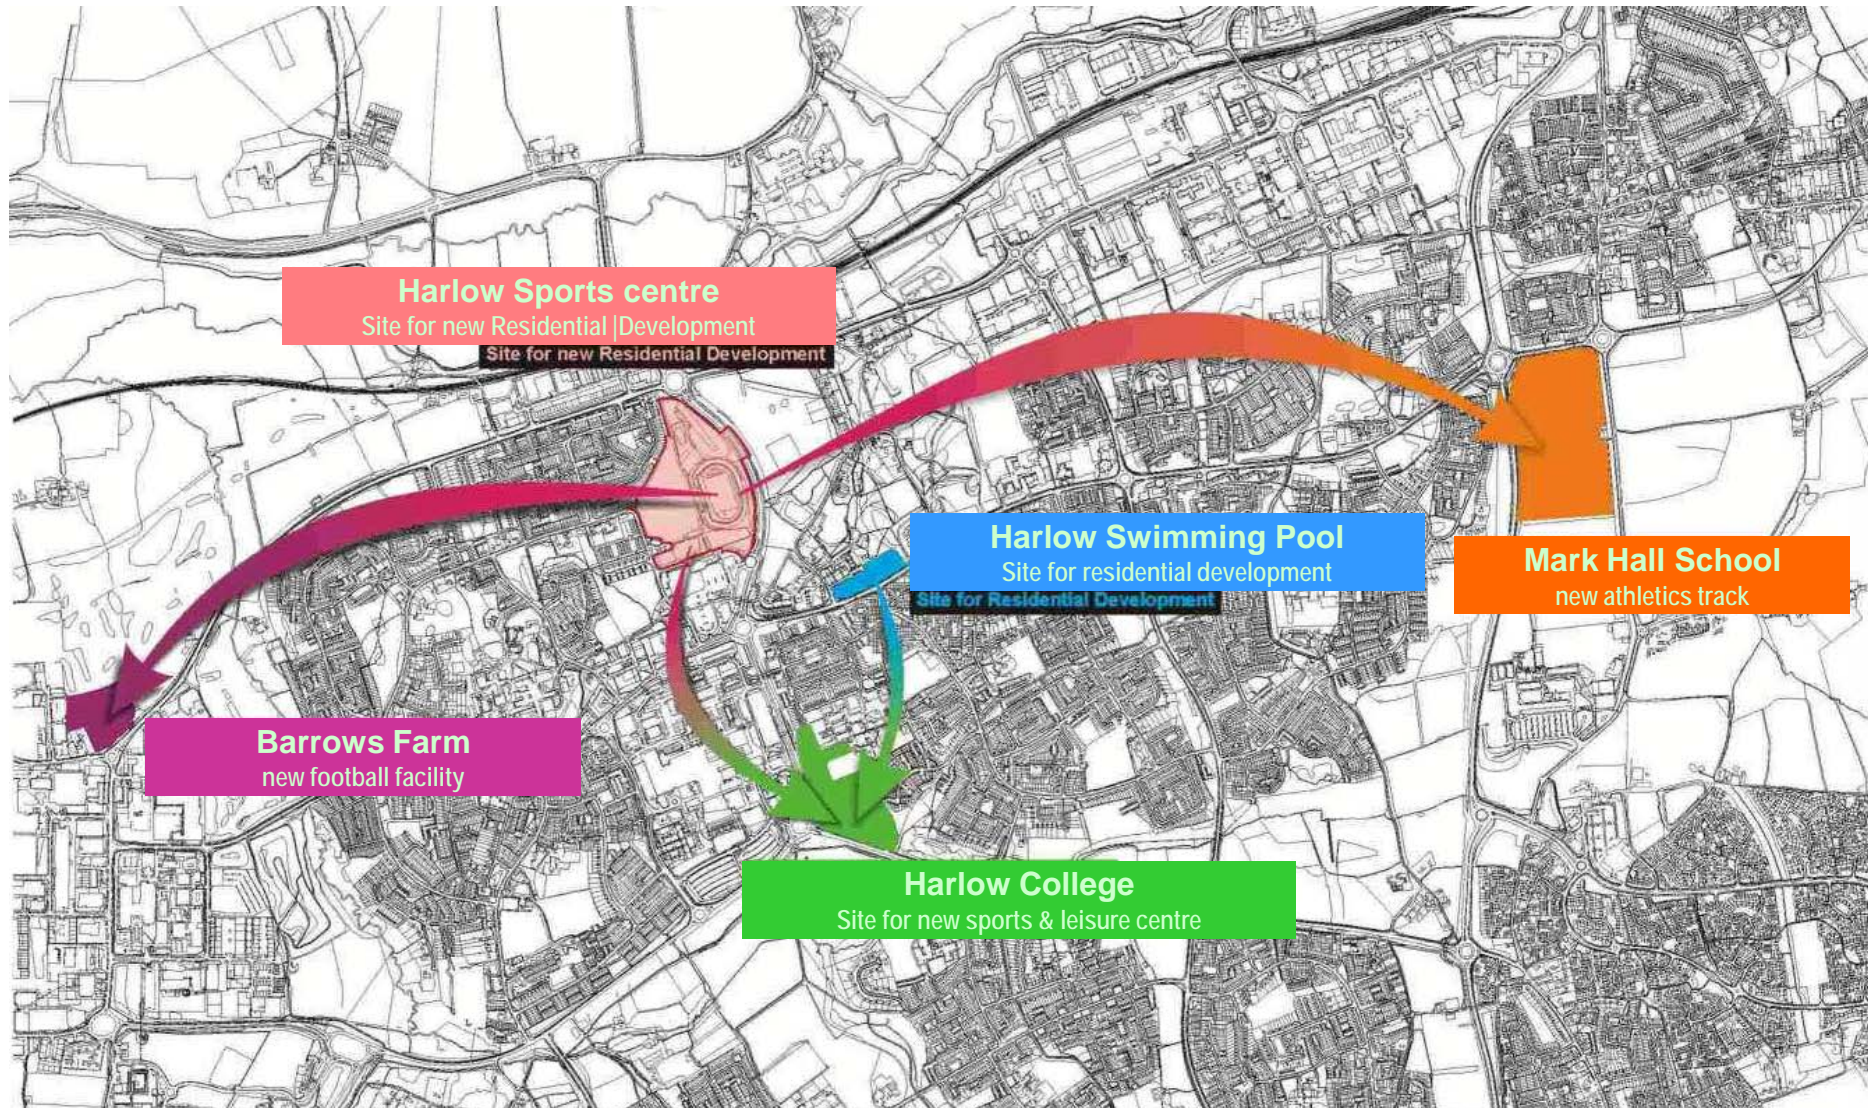 Harlow Sports centre
Site for new Residential |Development
Site for new Residential Development
Harlow Swimming Pool
Site for residential development
Site for Residential Development
Mark Hall School
new athletics track
Barrows Farm
new football facility
Harlow College
Site for new sports & leisure centre